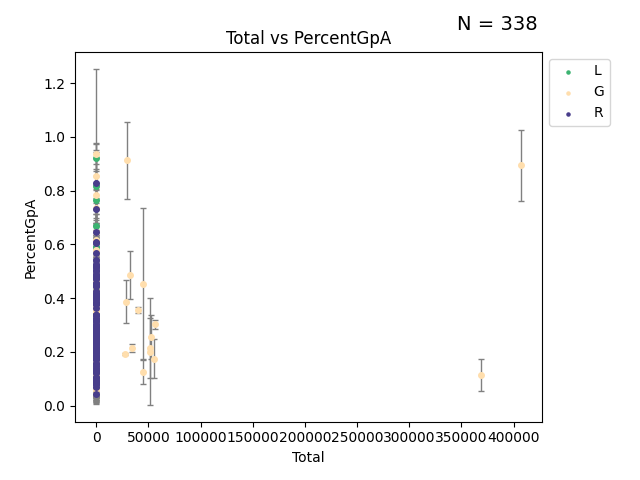 N = 338
Total vs PercentGpA
L
G
R
PercentGpA
1.2
1.0
0.8
0.6
0.4
0.2
0.0
0 50000 100000 150000 200000 250000 300000 350000 400000
Total